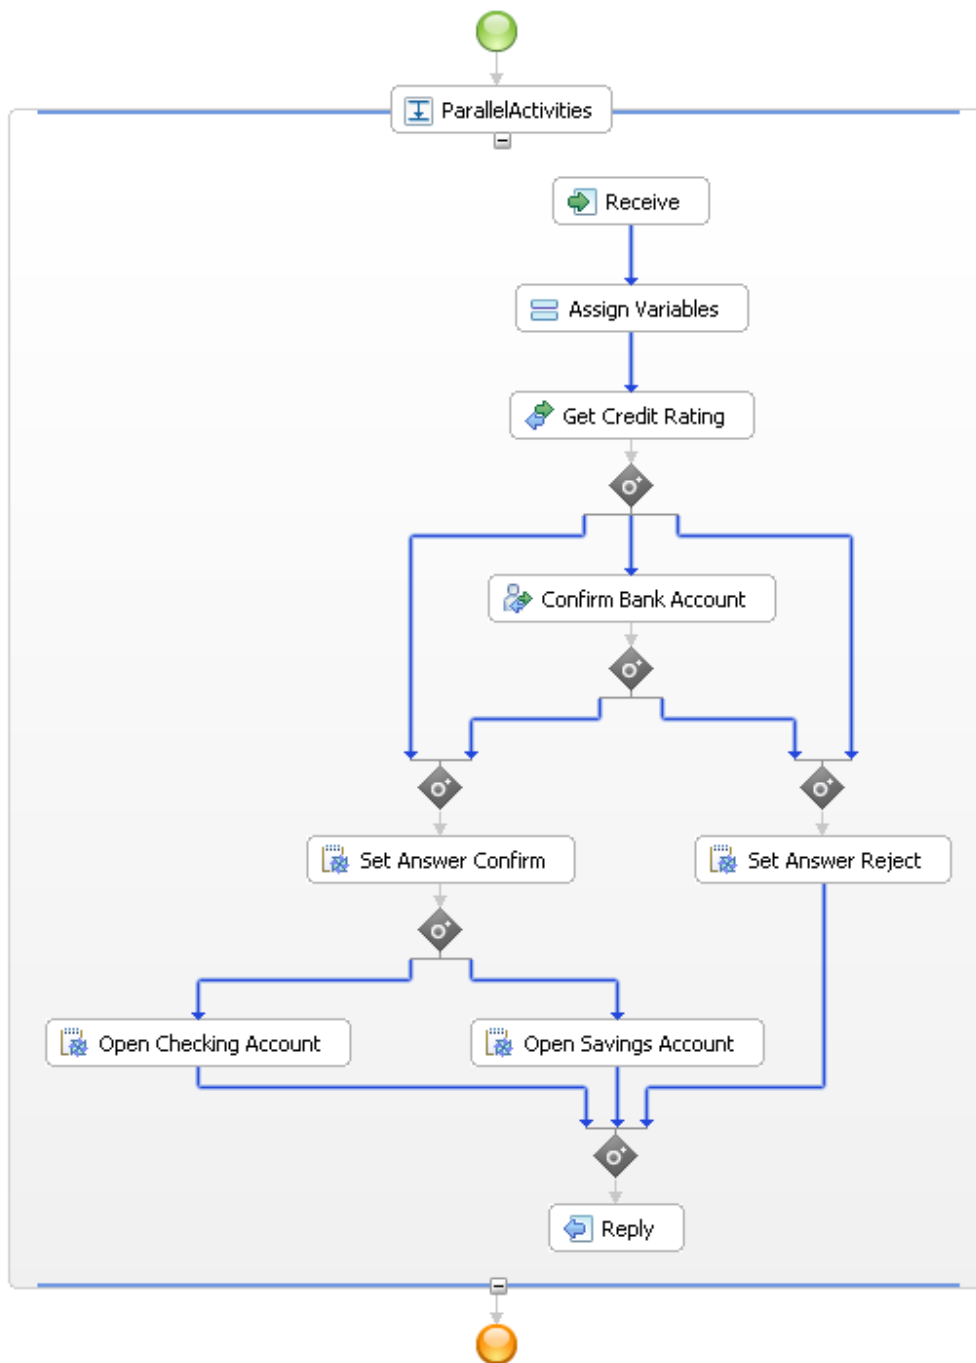 ParallelActivities
Receive
Assign Variables
Get Credit Rating
Confirm Bank Account
Set Answer Confirm
Set Answer Reject
Open Checking Account
Open Savings Account
Reply